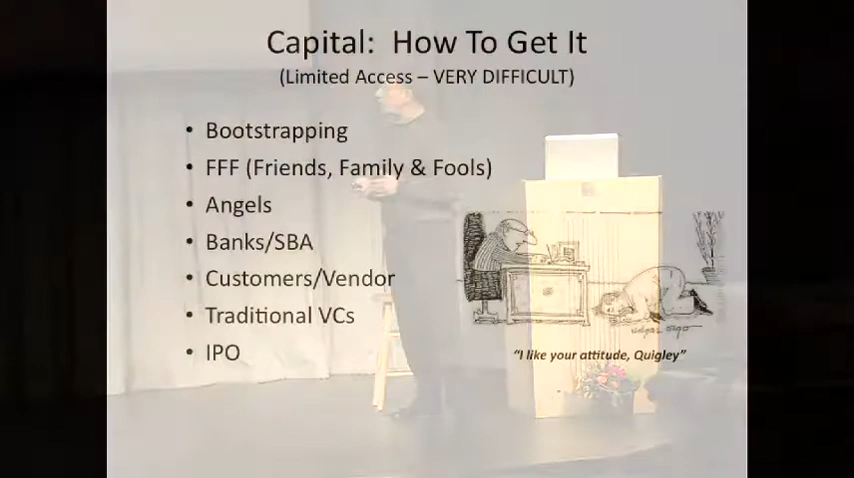 Capital: How To Get It
(Limited Access – VERY DIFFICULT)
• Bootstrapping
• FFF (Friends, Family & Fools)
• Angels
• Banks/SBA
• Customers/Vendor
• Traditional VCs
• IPO
"I like your attitude, Quigley"